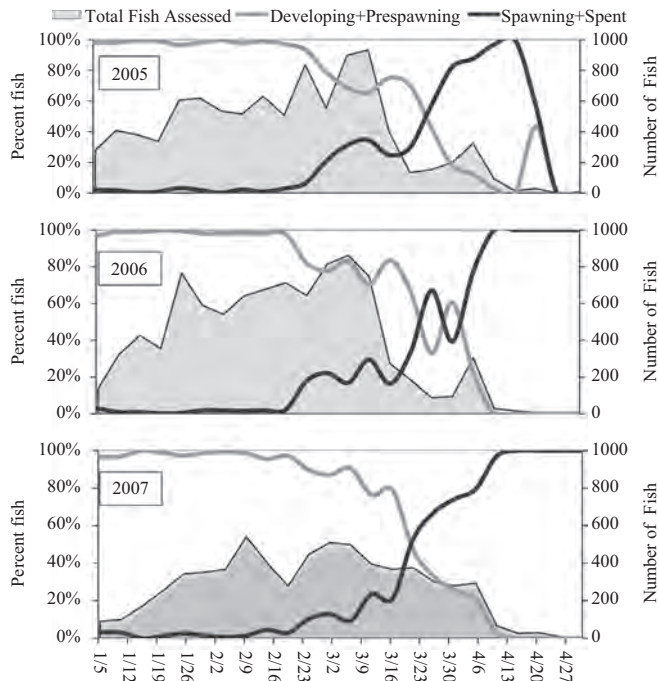 Total Fish Assessed Developing+Prespawning Spawning+Spent
100% 1000
80% 800
60% 600
40% 400
20% 200
0% 0
Percent fish
2005
Number of Fish
100% 1000
80% 800
60% 600
40% 400
20% 200
0% 0
Percent fish
2006
Number of Fish
100% 1000
80% 800
60% 600
40% 400
20% 200
0% 0
Percent fish
2007
Number of Fish
1/5 1/12 1/19 1/26 2/2 2/9 2/16 2/23 3/2 3/9 3/16 3/23 3/30 4/6 4/13 4/20 4/27